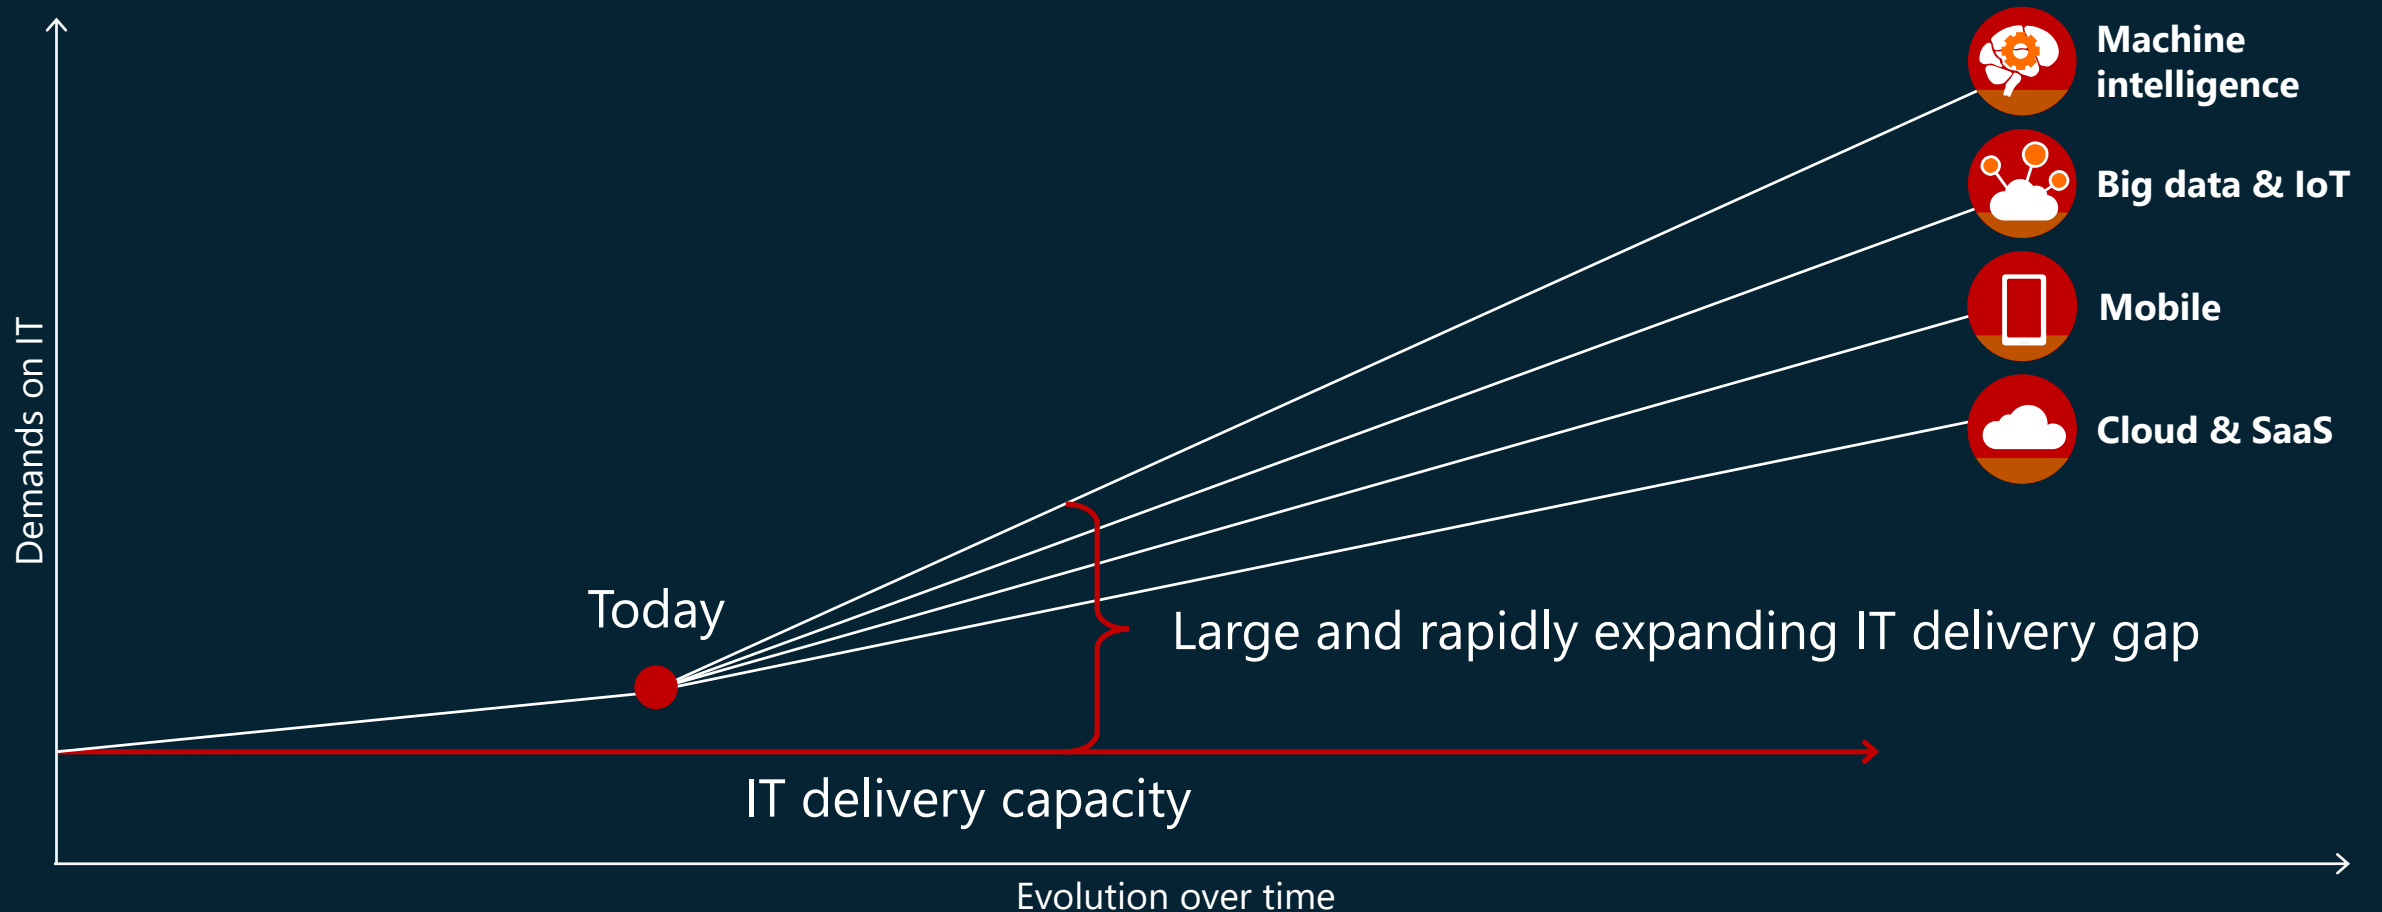 Machine
intelligence
Big data & IoT
Mobile
Cloud & SaaS
Demands on IT
Today
Large and rapidly expanding IT delivery gap
IT delivery capacity
Evolution over time